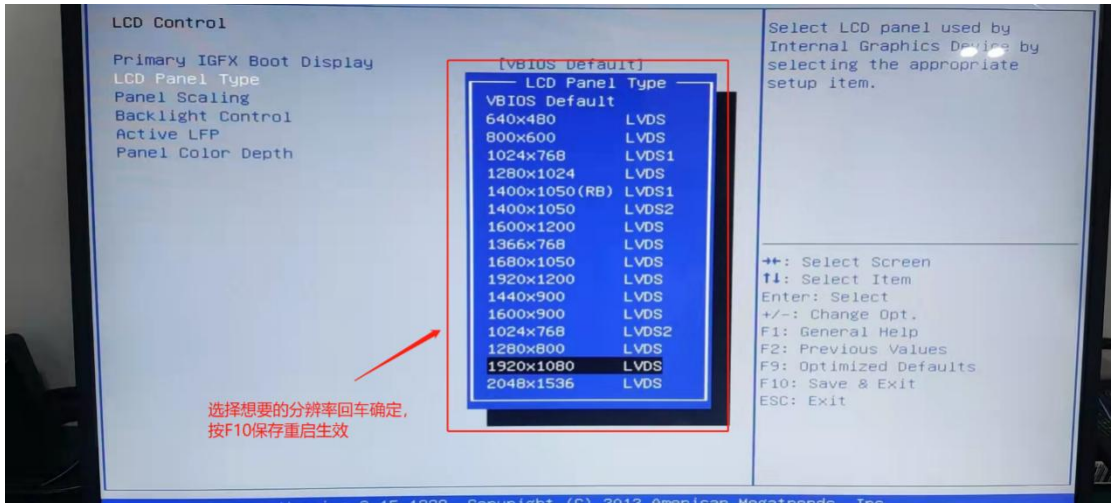 LCD Control
Primary IGFX Boot Display
LCD Panel Type
Panel Scaling
Backlight Control
Active LFP
Panel Color Depth
[VBIOS Default]
LCD Panel Type
VBIOS Default
640x480 LVDS
800x600 LVDS
1024x768 LVDS1
1280x1024 LVDS
1400x1050(RB) LVDS1
1400x1050 LVDS2
1600x1200 LVDS
1366x768 LVDS
1680x1050 LVDS
1920x1200 LVDS
1440x900 LVDS
1600x900 LVDS
1024x768 LVDS2
1280x800 LVDS
1920x1080 LVDS
2048x1536 LVDS
选择想要的分辨率回车确定,
按F10保存重启生效
Select LCD panel used by
Internal Graphics Device by
selecting the appropriate
setup item.
→←: Select Screen
↑↓: Select Item
Enter: Select
+/-: Change Opt.
F1: General Help
F2: Previous Values
F9: Optimized Defaults
F10: Save & Exit
ESC: Exit
Copyright (C) 2013 American Megatrends, Inc.